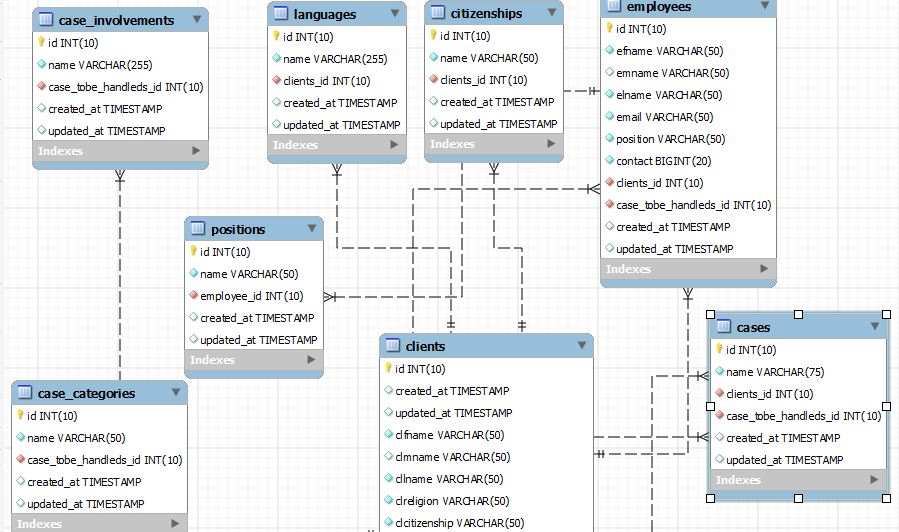 case_involvements
id INT(10)
name VARCHAR(255)
case_tobe_handleds_id INT(10)
created_at TIMESTAMP
updated_at TIMESTAMP
Indexes
languages
id INT(10)
name VARCHAR(255)
clients_id INT(10)
created_at TIMESTAMP
updated_at TIMESTAMP
Indexes
citizenships
id INT(10)
name VARCHAR(50)
clients_id INT(10)
created_at TIMESTAMP
updated_at TIMESTAMP
Indexes
employees
id INT(10)
efname VARCHAR(50)
emname VARCHAR(50)
elname VARCHAR(50)
email VARCHAR(50)
position VARCHAR(50)
contact BIGINT(20)
clients_id INT(10)
case_tobe_handleds_id INT(10)
created_at TIMESTAMP
updated_at TIMESTAMP
Indexes
positions
id INT(10)
name VARCHAR(50)
employee_id INT(10)
created_at TIMESTAMP
updated_at TIMESTAMP
Indexes
cases
id INT(10)
name VARCHAR(75)
clients_id INT(10)
case_tobe_handleds_id INT(10)
created_at TIMESTAMP
updated_at TIMESTAMP
Indexes
clients
id INT(10)
created_at TIMESTAMP
updated_at TIMESTAMP
clfname VARCHAR(50)
clmname VARCHAR(50)
cllname VARCHAR(50)
clreligion VARCHAR(50)
clcitizenship VARCHAR(50)
case_categories
id INT(10)
name VARCHAR(50)
case_tobe_handleds_id INT(10)
created_at TIMESTAMP
updated_at TIMESTAMP
Indexes